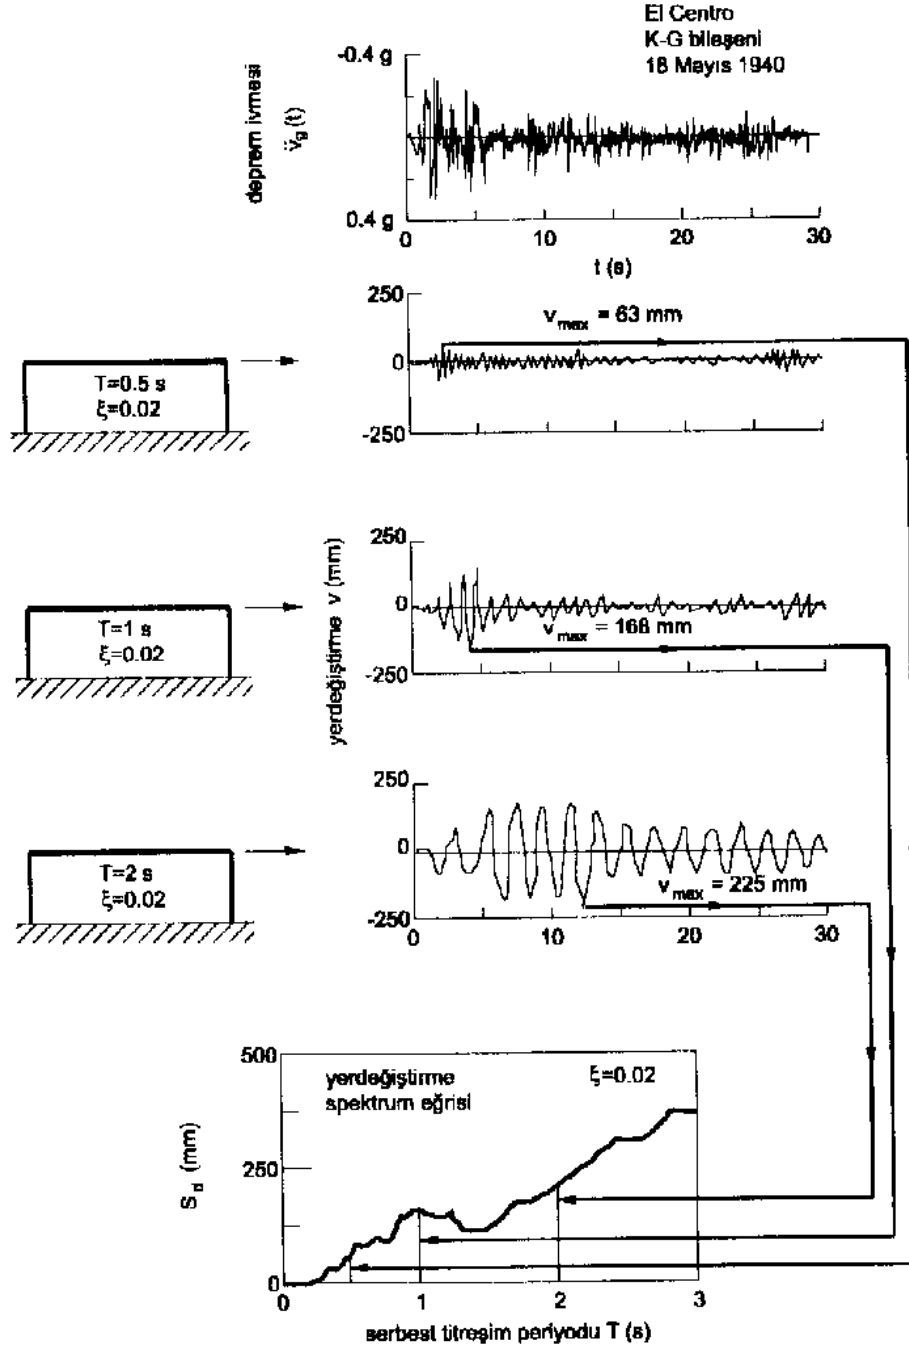 El Centro
K-G bileşeni
18 Mayıs 1940
deprem ivmesi
v̈g (t)
-0.4 g
0.4 g
0
10
20
30
t (s)
250
0
-250
vmax = 63 mm
T=0.5 s
ξ=0.02
yerdeğiştirme v (mm)
250
0
-250
vmax = 168 mm
T=1 s
ξ=0.02
250
0
-250
vmax = 225 mm
0
10
20
30
T=2 s
ξ=0.02
500
250
0
Sd (mm)
yerdeğiştirme
spektrum eğrisi
ξ=0.02
0
1
2
3
serbest titreşim periyodu T (s)